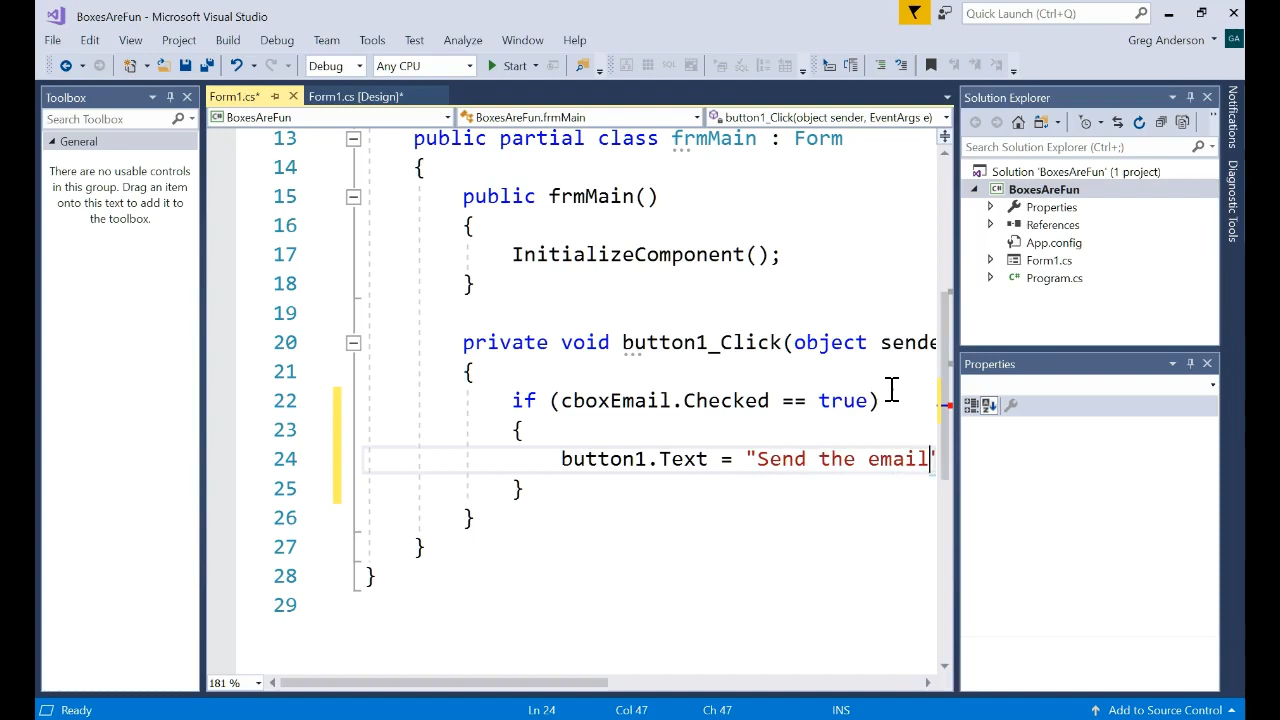 BoxesAreFun - Microsoft Visual Studio
Quick Launch (Ctrl+Q)
File Edit View Project Build Debug Team Tools Test Analyze Window Help
Greg Anderson GA
Debug Any CPU Start
Toolbox
Search Toolbox
General
There are no usable controls
in this group. Drag an item
onto this text to add it to
the toolbox.
Form1.cs* Form1.cs [Design]*
BoxesAreFun BoxesAreFun.frmMain button1_Click(object sender, EventArgs e)
13 public partial class frmMain : Form
14 {
15 public frmMain()
16 {
17 InitializeComponent();
18 }
19
20 private void button1_Click(object sende
21 {
22 if (cboxEmail.Checked == true)
23 {
24 button1.Text = "Send the email"
25 }
26 }
27 }
28 }
29
181 %
Solution Explorer
Search Solution Explorer (Ctrl+;)
Solution 'BoxesAreFun' (1 project)
BoxesAreFun
Properties
References
App.config
Form1.cs
Program.cs
Properties
Notifications
Diagnostic Tools
Ready Ln 24 Col 47 Ch 47 INS Add to Source Control